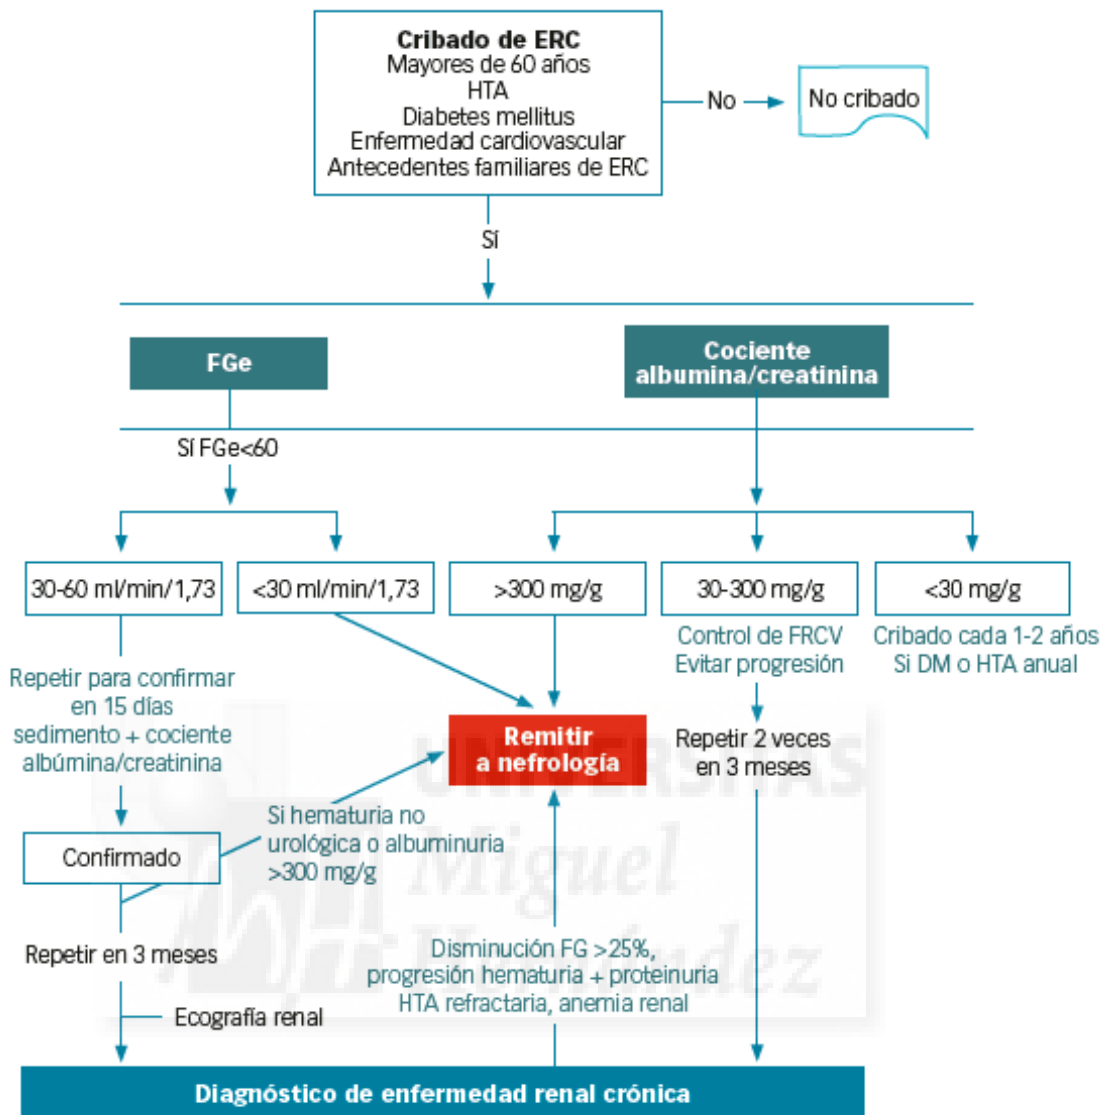 Cribado de ERC
Mayores de 60 años
HTA
Diabetes mellitus
Enfermedad cardiovascular
Antecedentes familiares de ERC
No
No cribado
Sí
FGe
Cociente
albumina/creatinina
Sí FGe<60
30-60 ml/min/1,73
<30 ml/min/1,73
>300 mg/g
30-300 mg/g
<30 mg/g
Control de FRCV
Evitar progresión
Cribado cada 1-2 años
Si DM o HTA anual
Repetir para confirmar
en 15 días
sedimento + cociente
albúmina/creatinina
Remitir
a nefrología
Repetir 2 veces
en 3 meses
Si hematuria no
urológica o albuminuria
>300 mg/g
Confirmado
Repetir en 3 meses
Disminución FG >25%,
progresión hematuria + proteinuria
HTA refractaria, anemia renal
Ecografía renal
Diagnóstico de enfermedad renal crónica
UNIVERSITAS
Miguel
Hernández